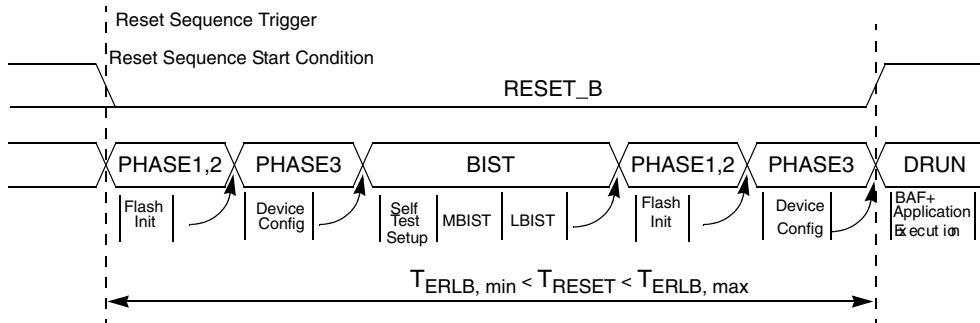 Reset Sequence Trigger
Reset Sequence Start Condition
RESET_B
PHASE1,2 PHASE3 BIST PHASE1,2 PHASE3 DRUN
Flash Init
Device Config
Self Test Setup
MBIST
LBIST
Flash Init
Device Config
BAF+ Application Execution
TERLB, min < TRESET < TERLB, max